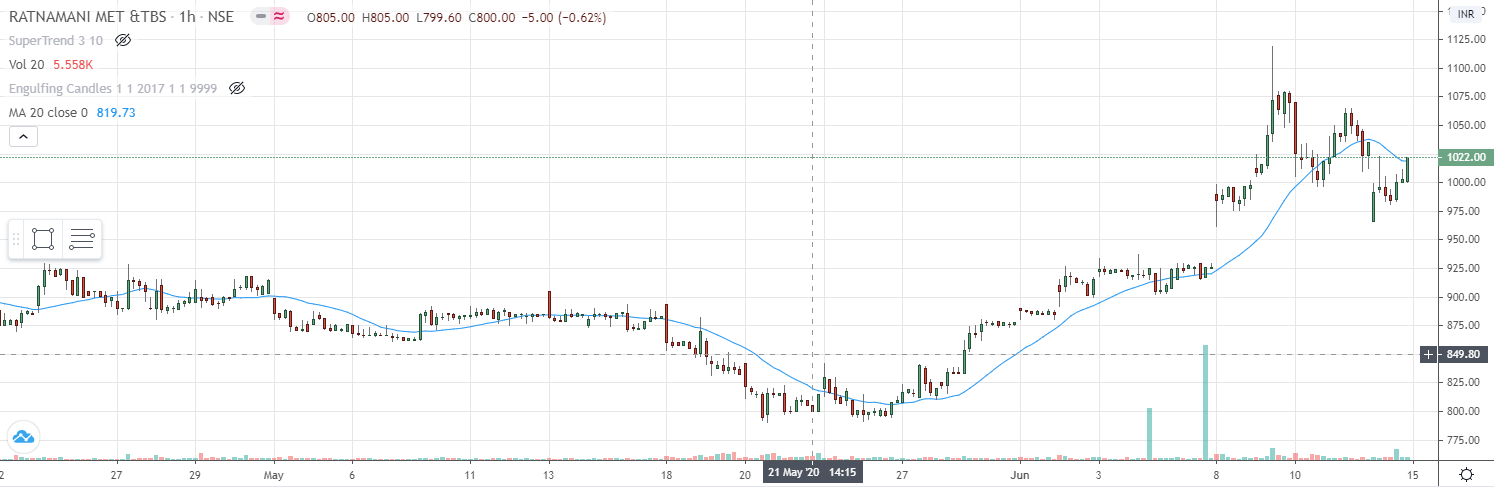 RATNAMANI MET &TBS · 1h · NSE O805.00 H805.00 L799.60 C800.00 −5.00 (−0.62%)
SuperTrend 3 10
Vol 20 5.558K
Engulfing Candles 1 1 2017 1 1 9999
MA 20 close 0 819.73
INR
1125.00
1100.00
1075.00
1050.00
1022.00
1000.00
975.00
950.00
925.00
900.00
875.00
849.80
825.00
800.00
775.00
2 27 29 May 6 11 13 18 20 21 May '20 14:15 27 Jun 3 8 10 15